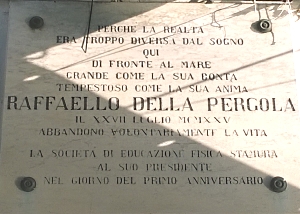 PERCHE LA REALTA
ERA TROPPO DIVERSA DAL SOGNO
QUI
DI FRONTE AL MARE
GRANDE COME LA SUA BONTA
TEMPESTOSO COME LA SUA ANIMA
RAFFAELLO DELLA PERGOLA
IL XXVII LUGLIO MCMXXV
ABBANDONO VOLONTARIAMENTE LA VITA
LA SOCIETA DI EDUCAZIONE FISICA STAMURA
AL SUO PRESIDENTE
NEL GIORNO DEL PRIMO ANNIVERSARIO